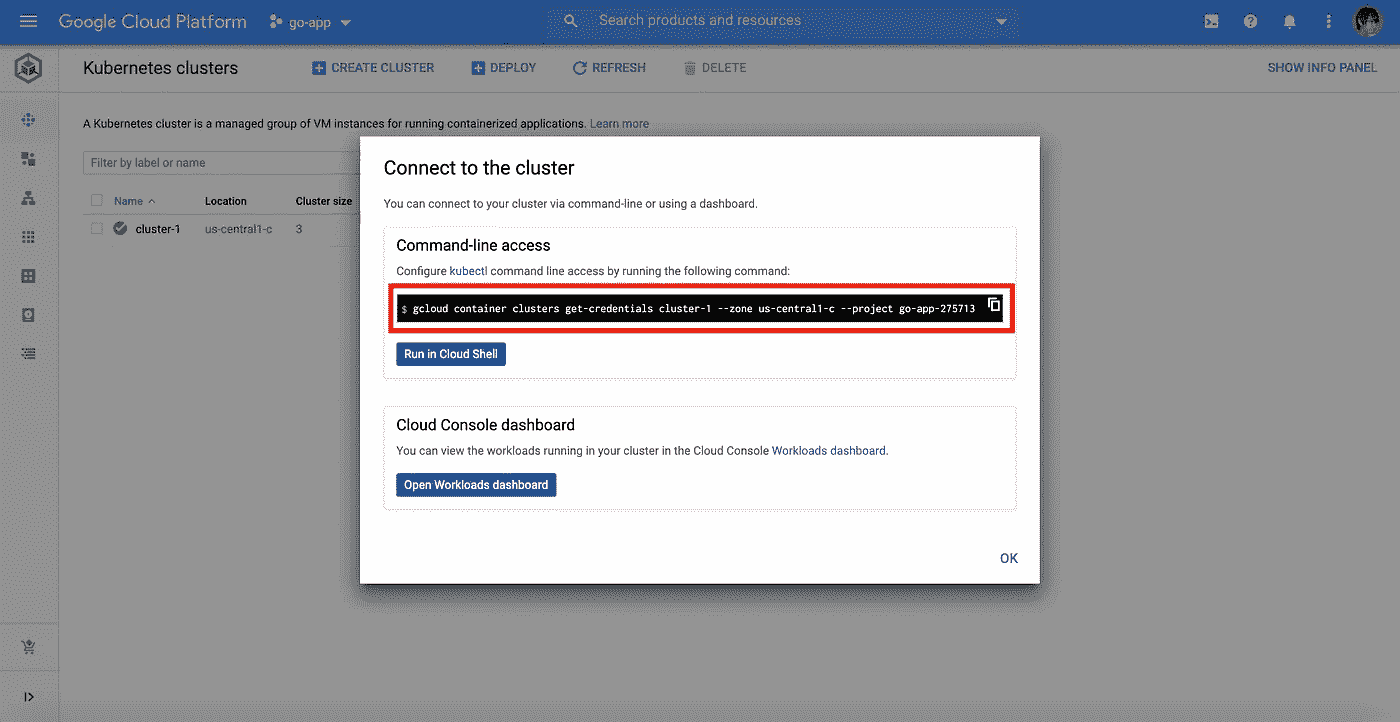 Google Cloud Platform go-app Search products and resources
Kubernetes clusters CREATE CLUSTER DEPLOY REFRESH DELETE SHOW INFO PANEL
A Kubernetes cluster is a managed group of VM instances for running containerized applications. Learn more
Filter by label or name
Name Location Cluster size
cluster-1 us-central1-c 3
Connect to the cluster
You can connect to your cluster via command-line or using a dashboard.
Command-line access
Configure kubectl command line access by running the following command:
$ gcloud container clusters get-credentials cluster-1 --zone us-central1-c --project go-app-275713
Run in Cloud Shell
Cloud Console dashboard
You can view the workloads running in your cluster in the Cloud Console Workloads dashboard.
Open Workloads dashboard
OK